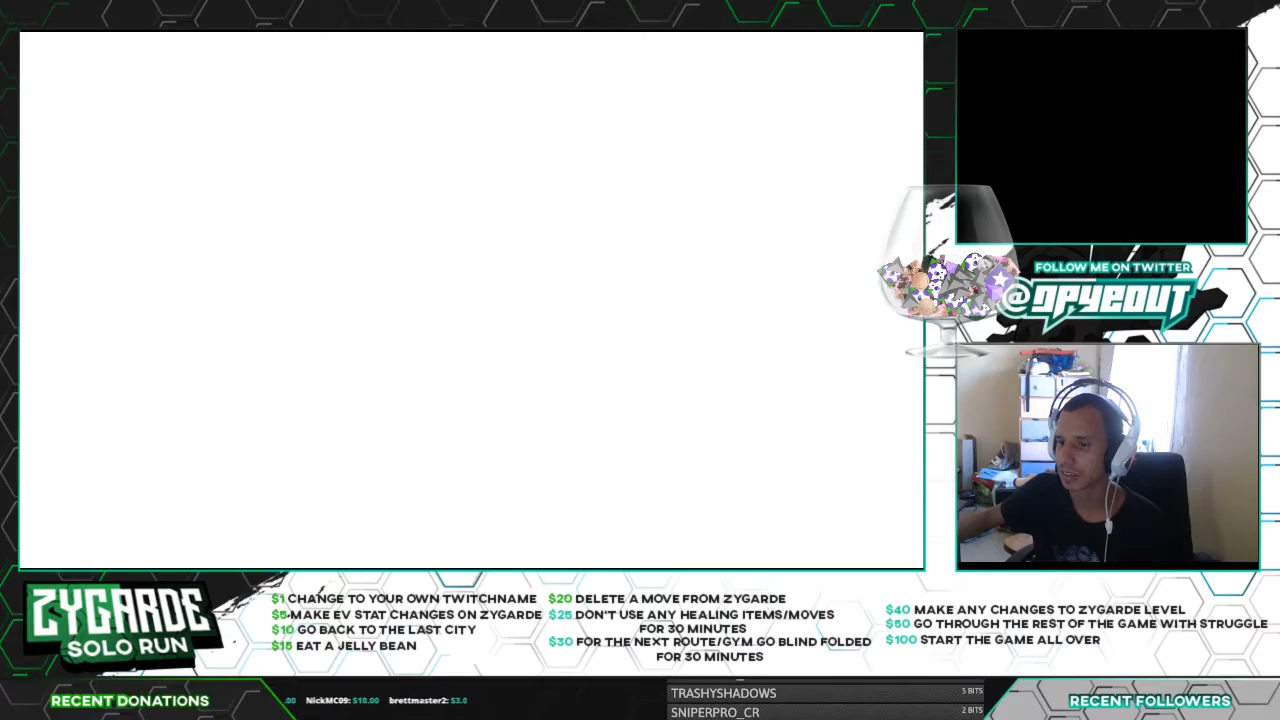 FOLLOW ME ON TWITTER
@GPYEOUT
ZYGARDE
SOLO RUN
$1 CHANGE TO YOUR OWN TWITCHNAME
$5 MAKE EV STAT CHANGES ON ZYGARDE
$10 GO BACK TO THE LAST CITY
$15 EAT A JELLY BEAN
$20 DELETE A MOVE FROM ZYGARDE
$25 DON'T USE ANY HEALING ITEMS/MOVES
FOR 30 MINUTES
$30 FOR THE NEXT ROUTE/GYM GO BLIND FOLDED
FOR 30 MINUTES
$40 MAKE ANY CHANGES TO ZYGARDE LEVEL
$50 GO THROUGH THE REST OF THE GAME WITH STRUGGLE
$100 START THE GAME ALL OVER
RECENT DONATIONS
.00 NickMC09: $10.00 brettmaster2: $3.0
TRASHYSHADOWS 5 BITS
SNIPERPRO_CR 2 BITS
RECENT FOLLOWERS